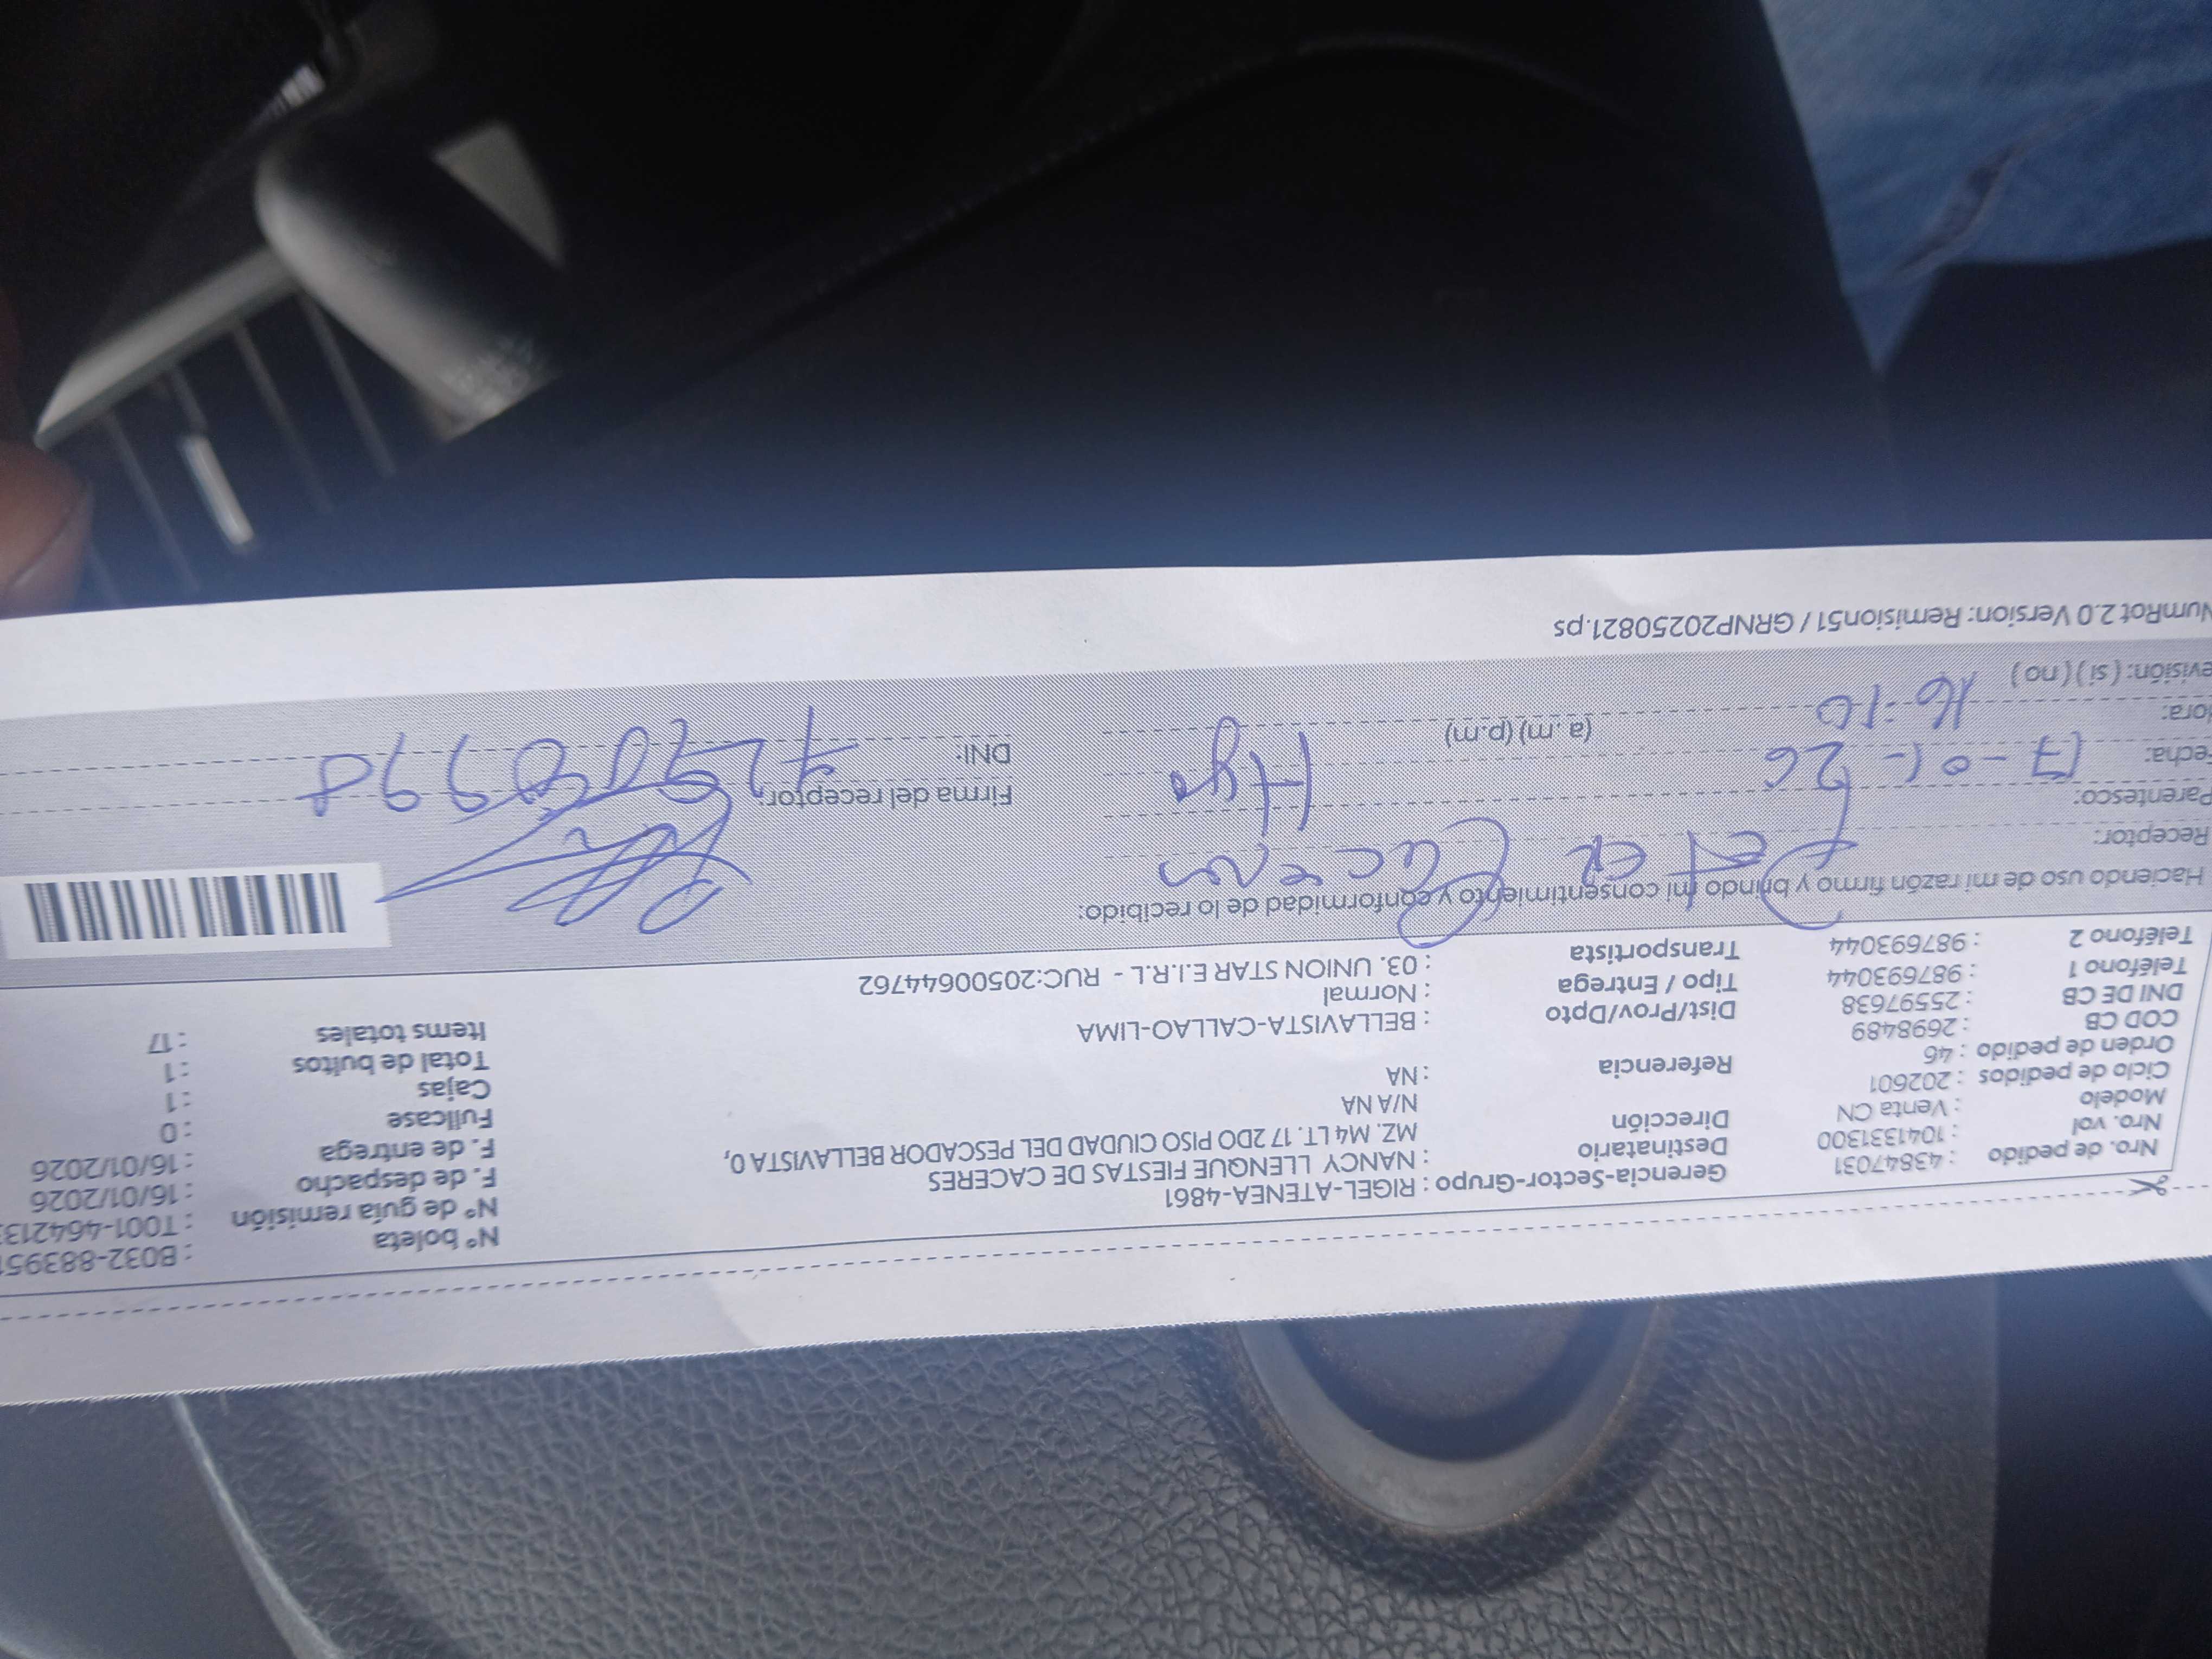 Nº boleta : B032-88395
Nº de guía remisión : T001-464213
F. de despacho : 16/01/2026
F. de entrega : 16/01/2026
Fullcase : 0
Cajas : 1
Total de bultos : 1
Items totales : 17
Gerencia-Sector-Grupo : RIGEL-ATENEA-4861
Destinatario : NANCY LLENQUE FIESTAS DE CACERES
Dirección MZ. M4 LT. 17 2DO PISO CIUDAD DEL PESCADOR BELLAVISTA 0,
N/A NA
Referencia : NA
Dist/Prov/Dpto : BELLAVISTA-CALLAO-LIMA
Tipo / Entrega : Normal
Transportista : 03. UNION STAR E.I.R.L - RUC:20500644762
Nro. de pedido : 43847031
Nro. vol : 1041331300
Modelo : Venta CN
Ciclo de pedidos : 202601
Orden de pedido : 46
COD CB : 2698489
DNI DE CB : 25597638
Teléfono 1 : 987693044
Teléfono 2 : 987693044
Haciendo uso de mi razón firmo y brindo mi consentimiento y conformidad de lo recibido:
Receptor: Peter Caceres
Parentesco: Hijo
Firma del receptor:
Fecha: 17-01-26
DNI:
Hora: 16:10 (a.m) (p.m)
evisión: ( si ) ( no )
NumRot 2.0 Version: Remision51 / GRNP20250821.ps